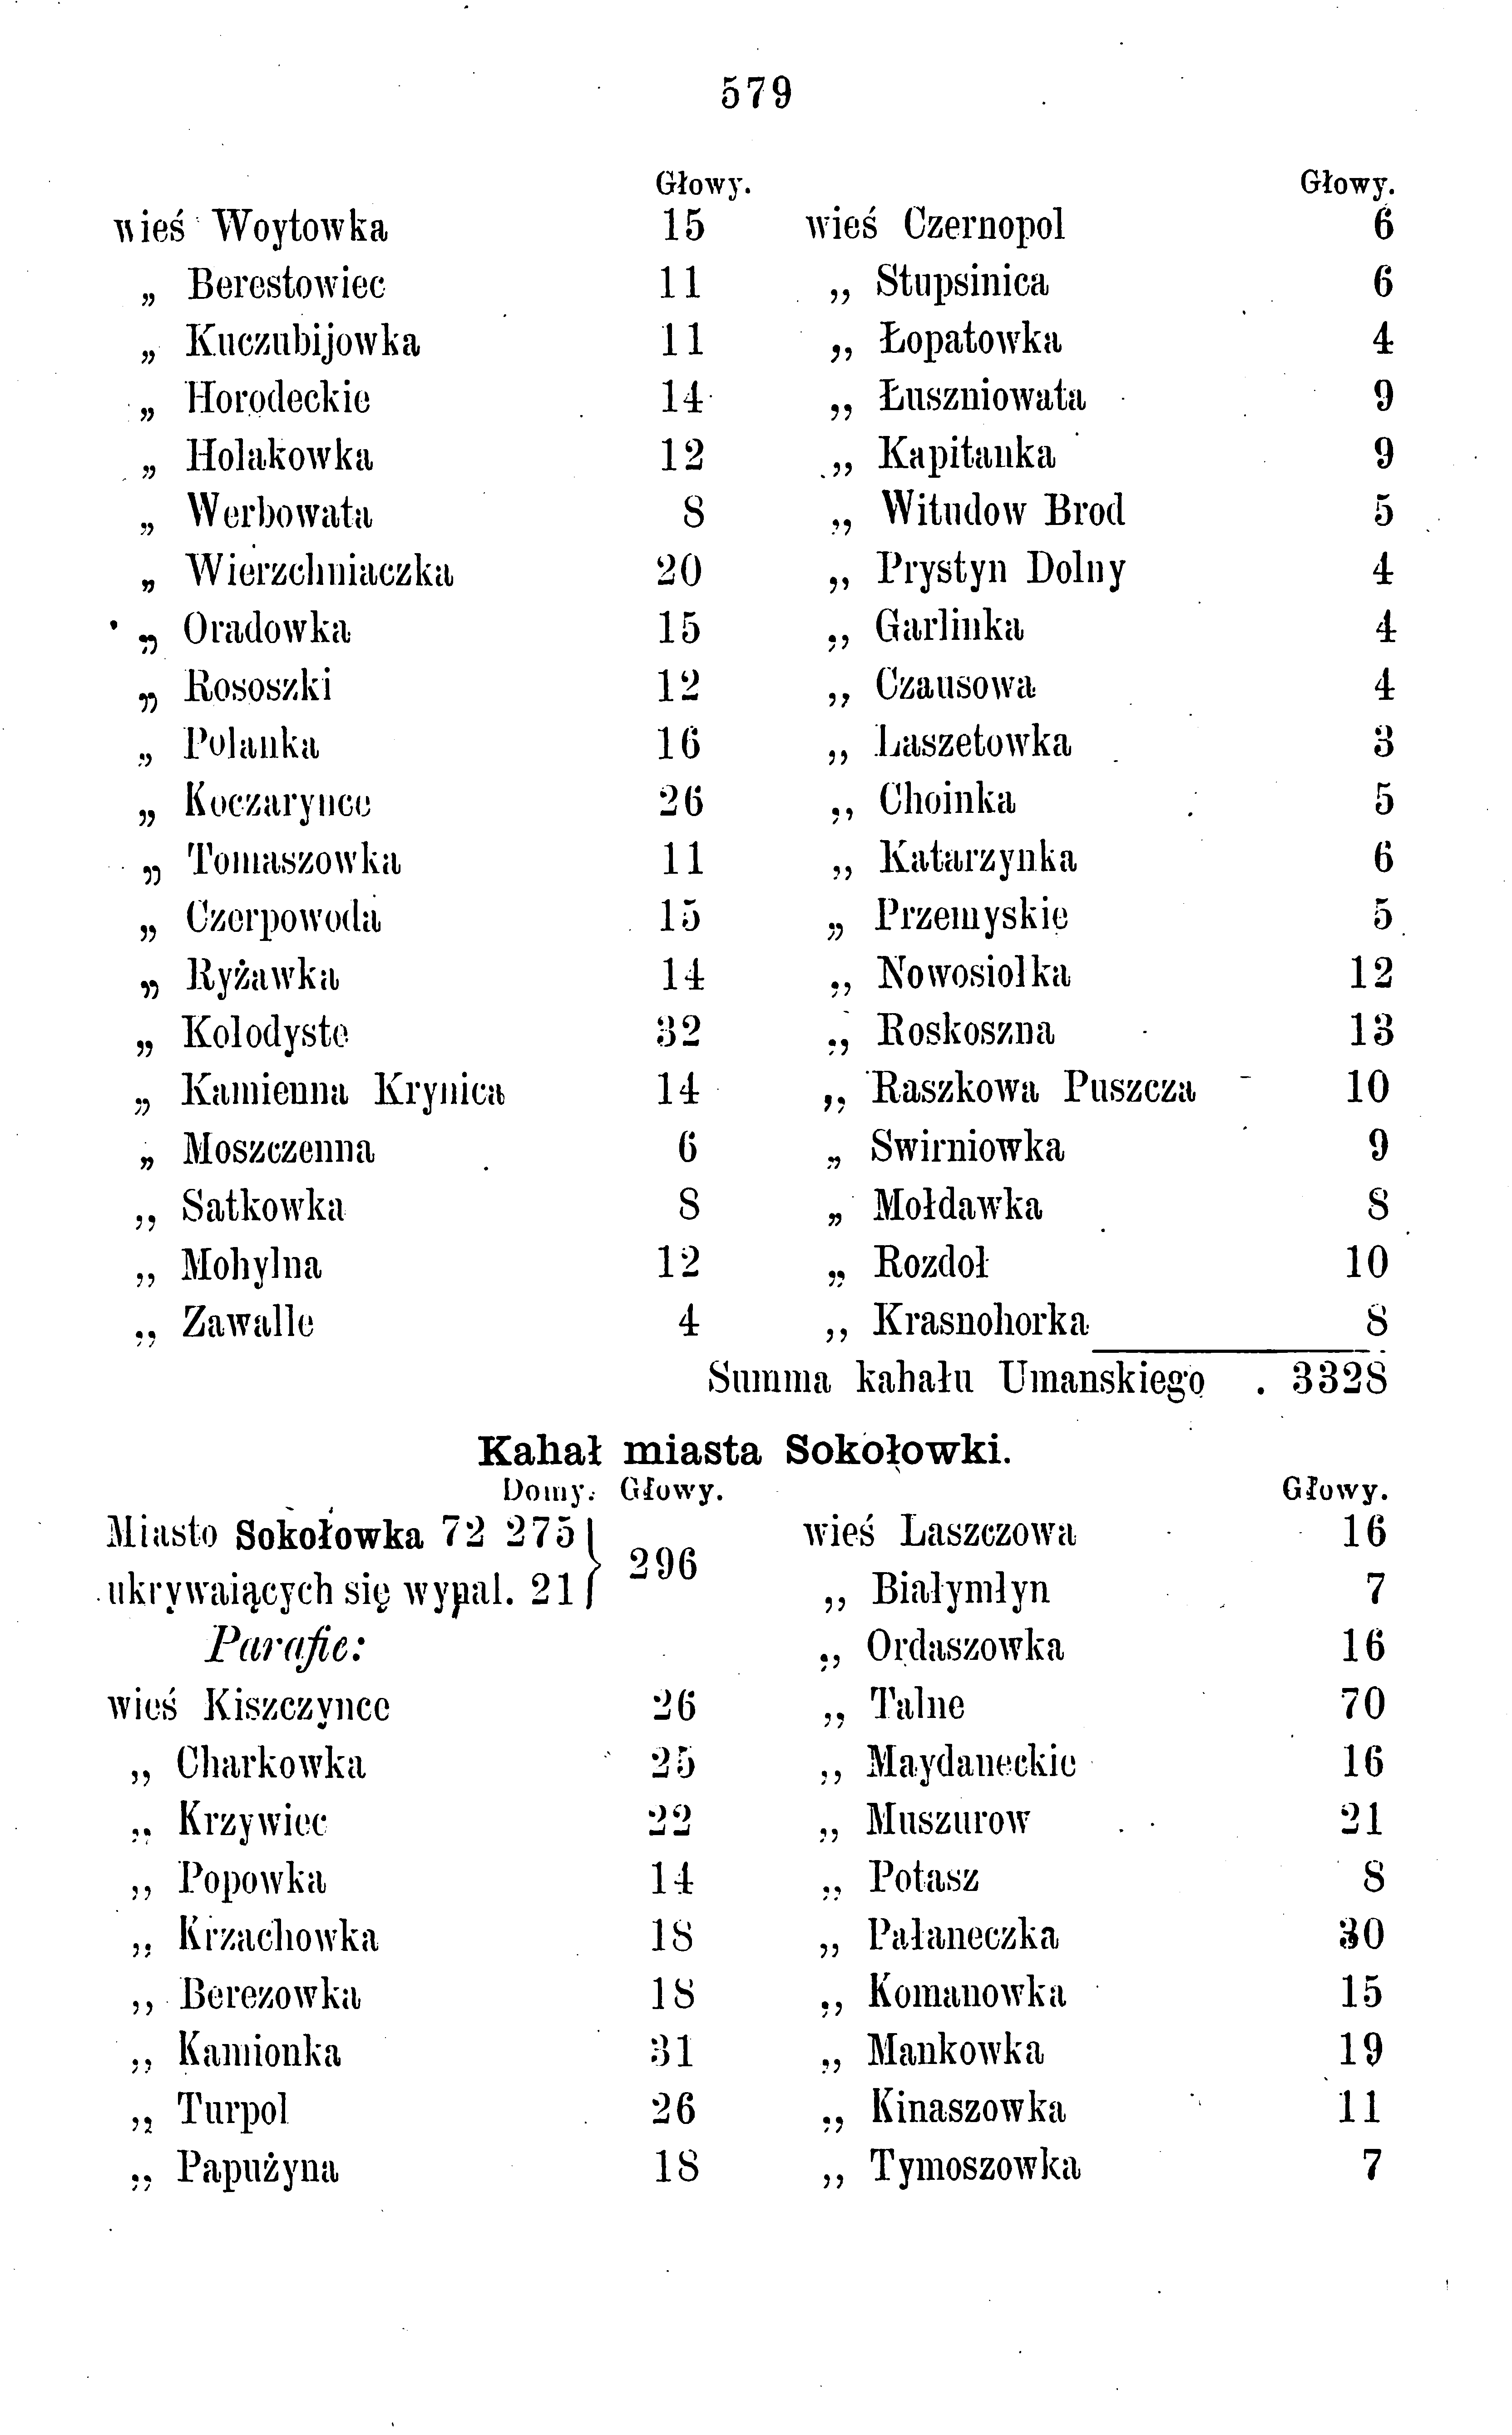 579
Głowy.
wieś Woytowka 15
„ Berestowiec 11
„ Kuczubijowka 11
„ Horodeckie 14
„ Holakowka 12
„ Werbowata 8
„ Wierzchniaczka 20
„ Oradowka 15
„ Rososzki 12
„ Polanka 16
„ Koczarynce 26
„ Tomaszowka 11
„ Czerpowoda 15
„ Ryżawka 14
„ Kolodyste 32
„ Kamienna Krynica 14
„ Moszczenna 6
„ Satkowka 8
„ Mohylna 12
„ Zawalle 4
Głowy.
wieś Czernopol 6
„ Stupsinica 6
„ Łopatowka 4
„ Łuszniowata 9
„ Kapitanka 9
„ Witudow Brod 5
„ Prystyn Dolny 4
„ Garlinka 4
„ Czausowa 4
„ Laszetowka 3
„ Choinka 5
„ Katarzynka 6
„ Przemyskie 5
„ Nowosiolka 12
„ Roskoszna 13
„ Raszkowa Puszcza 10
„ Swirniowka 9
„ Mołdawka 8
„ Rozdoł 10
„ Krasnohorka 8
Summa kahału Umanskiego . 3328
Kahał miasta Sokołowki.
Domy. Głowy.
Miasto Sokołowka 72 275
ukrywaiących się wypal. 21 } 296
Parafie:
wieś Kiszczynce 26
„ Charkowka 25
„ Krzywiec 22
„ Popowka 14
„ Krzachowka 18
„ Berezowka 18
„ Kamionka 31
„ Turpol 26
„ Papużyna 18
Głowy.
wieś Laszczowa 16
„ Białymłyn 7
„ Ordaszowka 16
„ Talne 70
„ Maydaneckie 16
„ Muszurow 21
„ Potasz 8
„ Pałaneczka 30
„ Komanowka 15
„ Mankowka 19
„ Kinaszowka 11
„ Tymoszowka 7